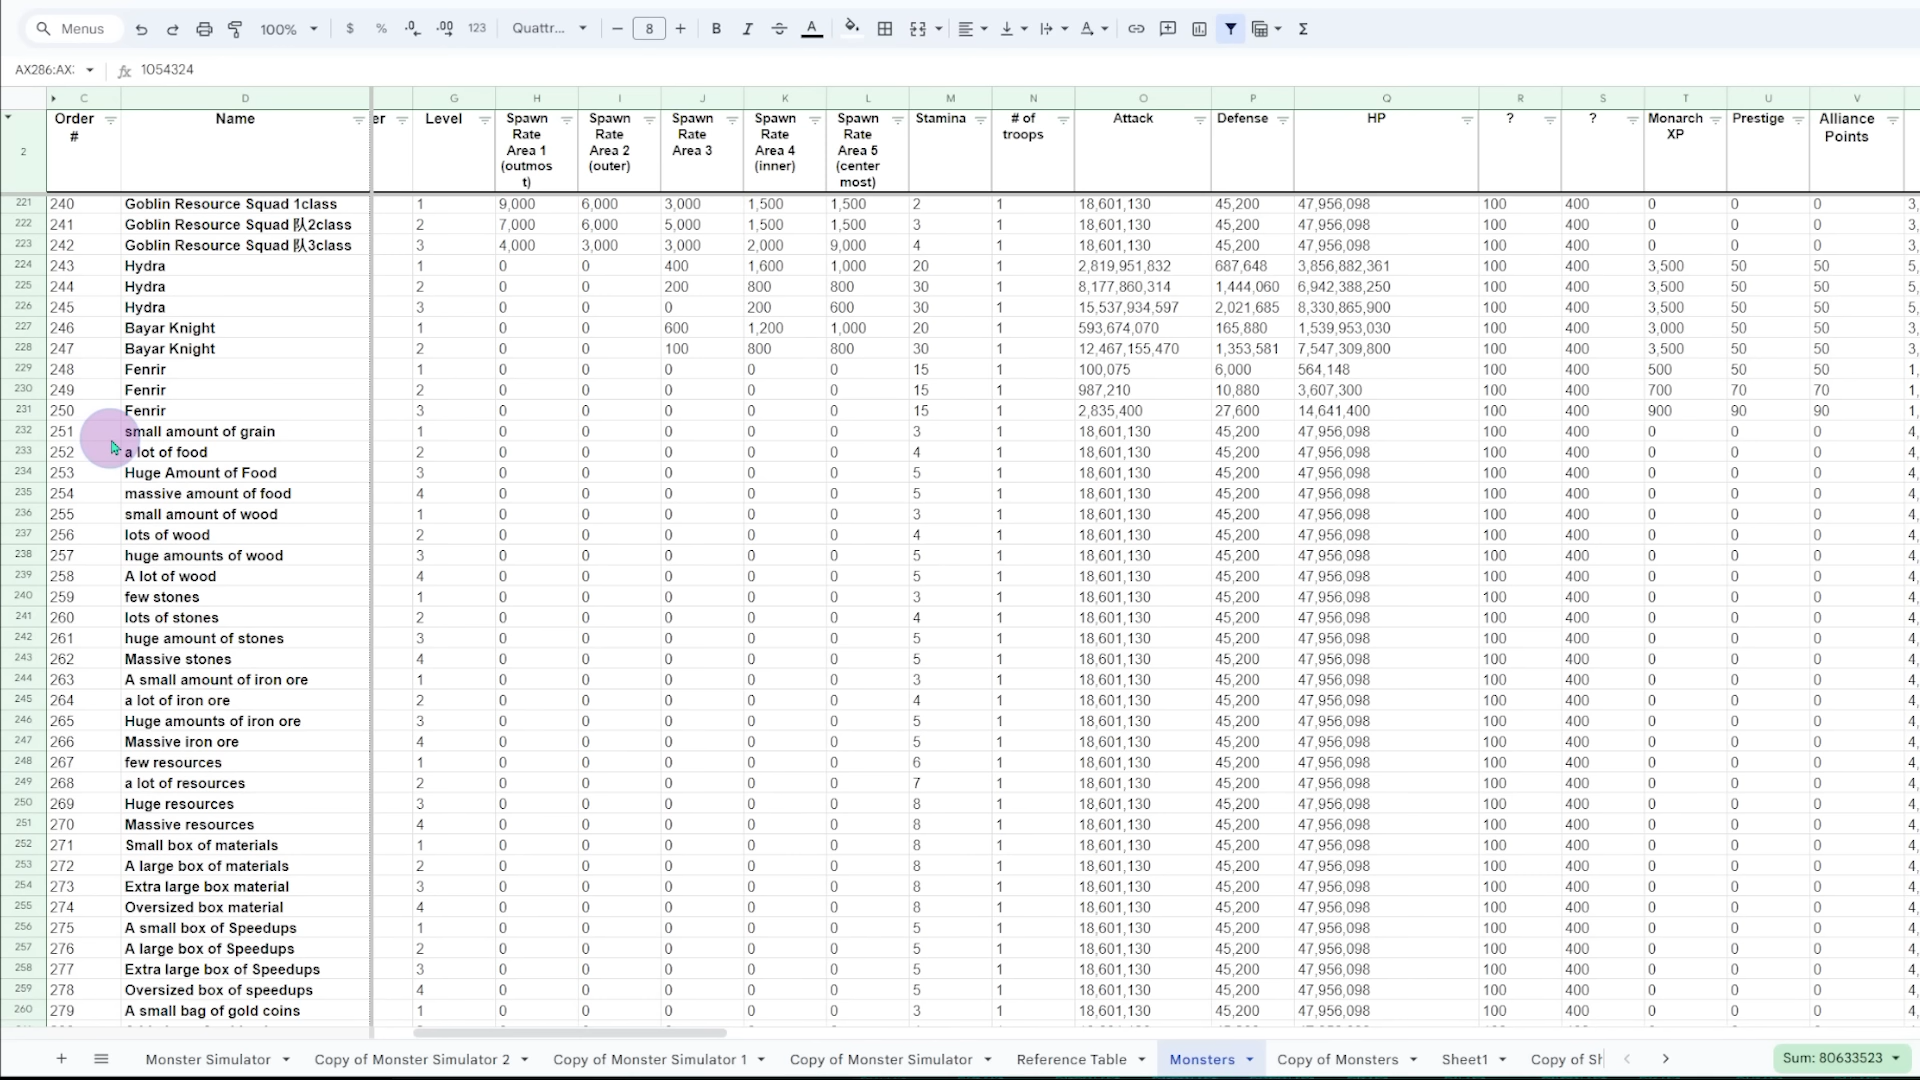 Menus 100% $ % .0 .00 123 Quattr... 8 B I A Σ
AX286:AX: fx 1054324
C D G H I J K L M N O P Q R S T U V
Order # Name er Level Spawn Rate Area 1 (outmost) Spawn Rate Area 2 (outer) Spawn Rate Area 3 Spawn Rate Area 4 (inner) Spawn Rate Area 5 (center most) Stamina # of troops Attack Defense HP ? ? Monarch XP Prestige Alliance Points
2
221 240 Goblin Resource Squad 1class 1 9,000 6,000 3,000 1,500 1,500 2 1 18,601,130 45,200 47,956,098 100 400 0 0 0 3,
222 241 Goblin Resource Squad 队2class 2 7,000 6,000 5,000 1,500 1,500 3 1 18,601,130 45,200 47,956,098 100 400 0 0 0 3,
223 242 Goblin Resource Squad 队3class 3 4,000 3,000 3,000 2,000 9,000 4 1 18,601,130 45,200 47,956,098 100 400 0 0 0 3,
224 243 Hydra 1 0 0 400 1,600 1,000 20 1 2,819,951,832 687,648 3,856,882,361 100 400 3,500 50 50 5,
225 244 Hydra 2 0 0 200 800 800 30 1 8,177,860,314 1,444,060 6,942,388,250 100 400 3,500 50 50 5,
226 245 Hydra 3 0 0 0 200 600 30 1 15,537,934,597 2,021,685 8,330,865,900 100 400 3,500 50 50 5,
227 246 Bayar Knight 1 0 0 600 1,200 1,000 20 1 593,674,070 165,880 1,539,953,030 100 400 3,000 50 50 3,
228 247 Bayar Knight 2 0 0 100 800 800 30 1 12,467,155,470 1,353,581 7,547,309,800 100 400 3,500 50 50 3,
229 248 Fenrir 1 0 0 0 0 0 15 1 100,075 6,000 564,148 100 400 500 50 50 1,
230 249 Fenrir 2 0 0 0 0 0 15 1 987,210 10,880 3,607,300 100 400 700 70 70 1,
231 250 Fenrir 3 0 0 0 0 0 15 1 2,835,400 27,600 14,641,400 100 400 900 90 90 1,
232 251 small amount of grain 1 0 0 0 0 0 3 1 18,601,130 45,200 47,956,098 100 400 0 0 0 4,
233 252 a lot of food 2 0 0 0 0 0 4 1 18,601,130 45,200 47,956,098 100 400 0 0 0 4,
234 253 Huge Amount of Food 3 0 0 0 0 0 5 1 18,601,130 45,200 47,956,098 100 400 0 0 0 4,
235 254 massive amount of food 4 0 0 0 0 0 5 1 18,601,130 45,200 47,956,098 100 400 0 0 0 4,
236 255 small amount of wood 1 0 0 0 0 0 3 1 18,601,130 45,200 47,956,098 100 400 0 0 0 4,
237 256 lots of wood 2 0 0 0 0 0 4 1 18,601,130 45,200 47,956,098 100 400 0 0 0 4,
238 257 huge amounts of wood 3 0 0 0 0 0 5 1 18,601,130 45,200 47,956,098 100 400 0 0 0 4,
239 258 A lot of wood 4 0 0 0 0 0 5 1 18,601,130 45,200 47,956,098 100 400 0 0 0 4,
240 259 few stones 1 0 0 0 0 0 3 1 18,601,130 45,200 47,956,098 100 400 0 0 0 4,
241 260 lots of stones 2 0 0 0 0 0 4 1 18,601,130 45,200 47,956,098 100 400 0 0 0 4,
242 261 huge amount of stones 3 0 0 0 0 0 5 1 18,601,130 45,200 47,956,098 100 400 0 0 0 4,
243 262 Massive stones 4 0 0 0 0 0 5 1 18,601,130 45,200 47,956,098 100 400 0 0 0 4,
244 263 A small amount of iron ore 1 0 0 0 0 0 3 1 18,601,130 45,200 47,956,098 100 400 0 0 0 4,
245 264 a lot of iron ore 2 0 0 0 0 0 4 1 18,601,130 45,200 47,956,098 100 400 0 0 0 4,
246 265 Huge amounts of iron ore 3 0 0 0 0 0 5 1 18,601,130 45,200 47,956,098 100 400 0 0 0 4,
247 266 Massive iron ore 4 0 0 0 0 0 5 1 18,601,130 45,200 47,956,098 100 400 0 0 0 4,
248 267 few resources 1 0 0 0 0 0 6 1 18,601,130 45,200 47,956,098 100 400 0 0 0 4,
249 268 a lot of resources 2 0 0 0 0 0 7 1 18,601,130 45,200 47,956,098 100 400 0 0 0 4,
250 269 Huge resources 3 0 0 0 0 0 8 1 18,601,130 45,200 47,956,098 100 400 0 0 0 4,
251 270 Massive resources 4 0 0 0 0 0 8 1 18,601,130 45,200 47,956,098 100 400 0 0 0 4,
252 271 Small box of materials 1 0 0 0 0 0 8 1 18,601,130 45,200 47,956,098 100 400 0 0 0 4,
253 272 A large box of materials 2 0 0 0 0 0 8 1 18,601,130 45,200 47,956,098 100 400 0 0 0 4,
254 273 Extra large box material 3 0 0 0 0 0 8 1 18,601,130 45,200 47,956,098 100 400 0 0 0 4,
255 274 Oversized box material 4 0 0 0 0 0 8 1 18,601,130 45,200 47,956,098 100 400 0 0 0 4,
256 275 A small box of Speedups 1 0 0 0 0 0 5 1 18,601,130 45,200 47,956,098 100 400 0 0 0 4,
257 276 A large box of Speedups 2 0 0 0 0 0 5 1 18,601,130 45,200 47,956,098 100 400 0 0 0 4,
258 277 Extra large box of Speedups 3 0 0 0 0 0 5 1 18,601,130 45,200 47,956,098 100 400 0 0 0 4,
259 278 Oversized box of speedups 4 0 0 0 0 0 5 1 18,601,130 45,200 47,956,098 100 400 0 0 0 4,
260 279 A small bag of gold coins 1 0 0 0 0 0 3 1 18,601,130 45,200 47,956,098 100 400 0 0 0 4,
Monster Simulator Copy of Monster Simulator 2 Copy of Monster Simulator 1 Copy of Monster Simulator Reference Table Monsters Copy of Monsters Sheet1 Copy of Sh Sum: 80633523